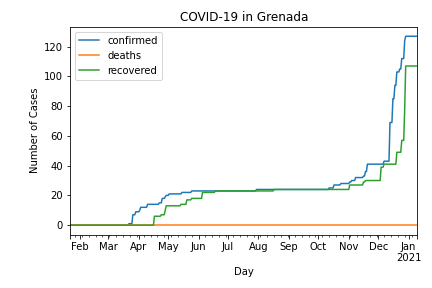 COVID-19 in Grenada
confirmed
deaths
recovered
Number of Cases
120
100
80
60
40
20
0
Feb Mar Apr May Jun Jul Aug Sep Oct Nov Dec Jan
2021
Day